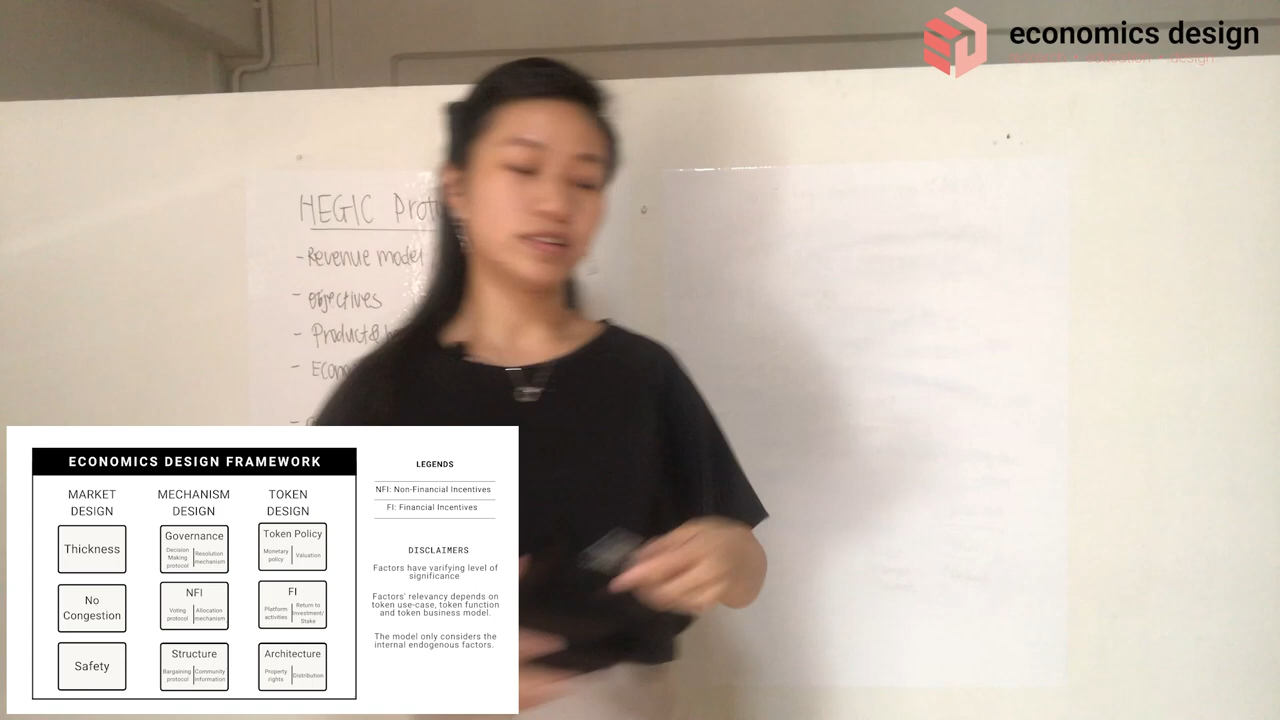 economics design
HEGIC
- Revenue model
- objectives
- Product &
ECONOMICS DESIGN FRAMEWORK
MARKET DESIGN
Thickness
No Congestion
Safety
MECHANISM DESIGN
Governance
Decision Making protocol | Resolution mechanism
NFI
Voting protocol | Allocation mechanism
Structure
Bargaining protocol | Community information
TOKEN DESIGN
Token Policy
Monetary policy | Valuation
FI
Platform activities | Return to Investment/ Stake
Architecture
Property rights | Distribution
LEGENDS
NFI: Non-Financial Incentives
FI: Financial Incentives
DISCLAIMERS
Factors have varifying level of
significance
Factors' relevancy depends on
token use-case, token function
and token business model.
The model only considers the
internal endogenous factors.